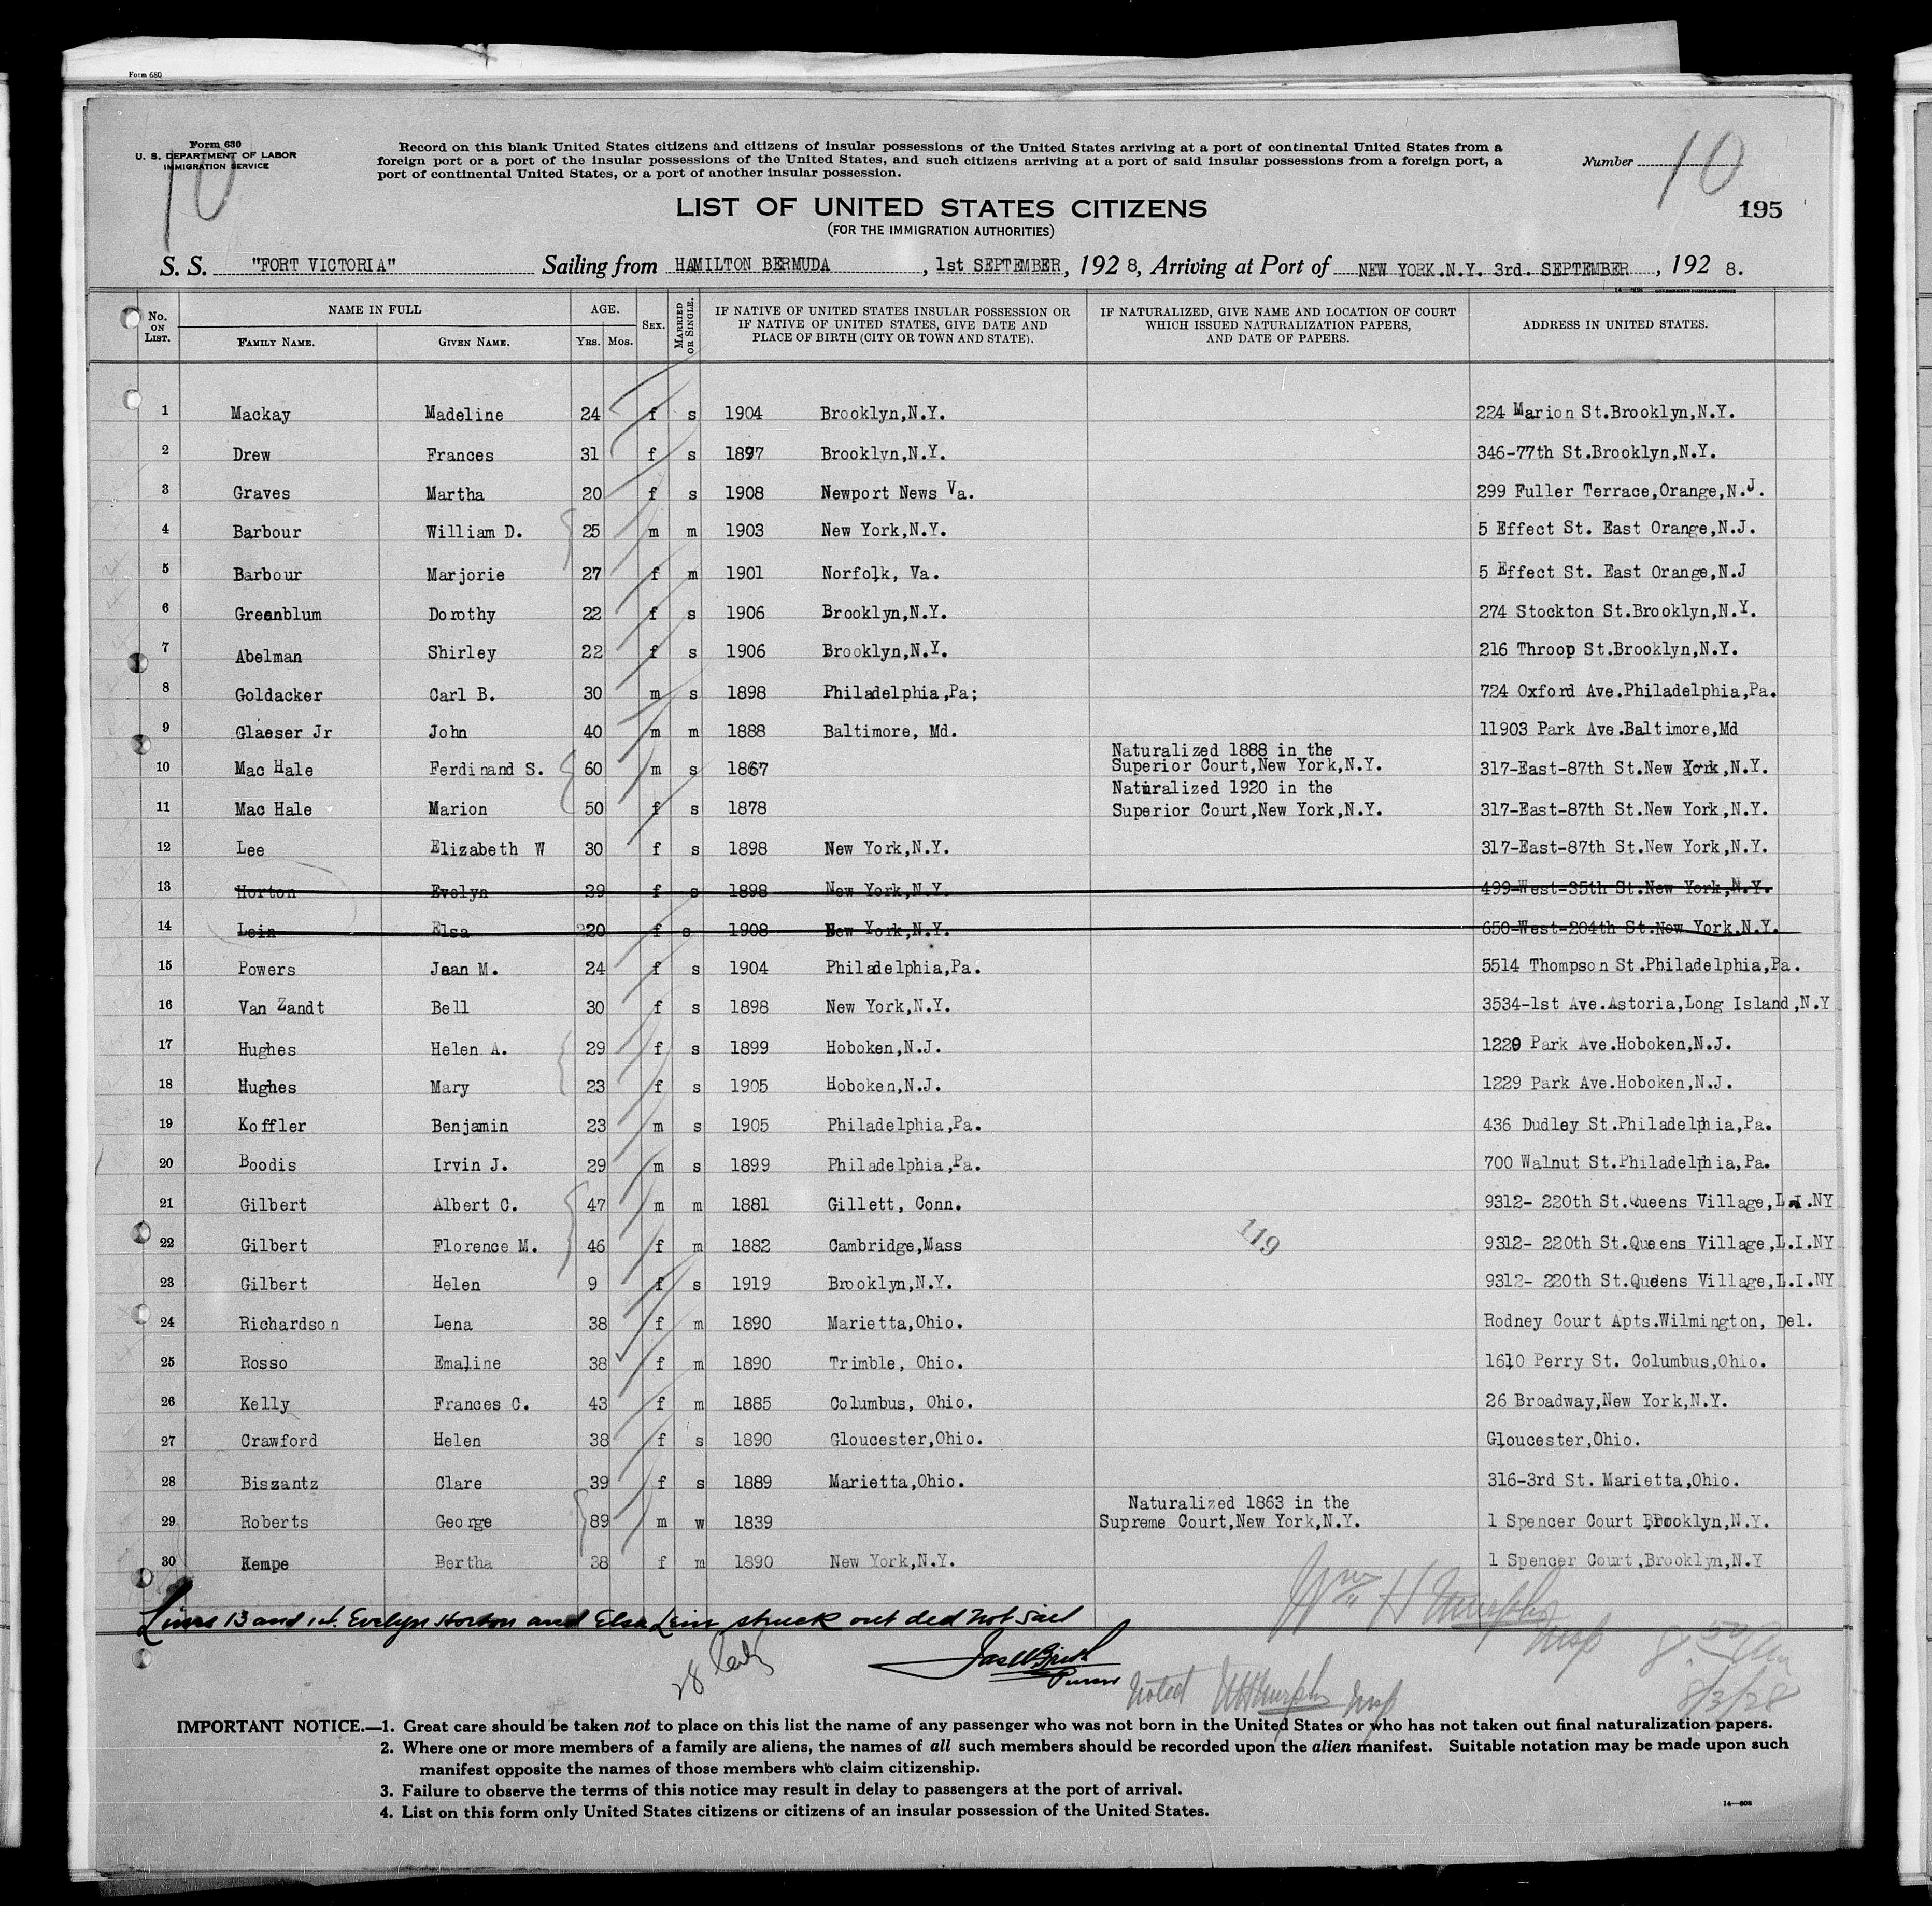 Form 680
Form 630
U. S. DEPARTMENT OF LABOR
IMMIGRATION SERVICE
10
Record on this blank United States citizens and citizens of insular possessions of the United States arriving at a port of continental United States from a
foreign port or a port of the insular possessions of the United States, and such citizens arriving at a port of said insular possessions from a foreign port, a
port of continental United States, or a port of another insular possession.
Number 10
195
LIST OF UNITED STATES CITIZENS
(FOR THE IMMIGRATION AUTHORITIES)
S. S. "FORT VICTORIA" Sailing from HAMILTON BERMUDA, 1st SEPTEMBER, 1928, Arriving at Port of NEW YORK.N.Y. 3rd. SEPTEMBER, 1928.
No. ON LIST. NAME IN FULL FAMILY NAME. GIVEN NAME. AGE. YRS. MOS. SEX. MARRIED OR SINGLE. IF NATIVE OF UNITED STATES INSULAR POSSESSION OR IF NATIVE OF UNITED STATES, GIVE DATE AND PLACE OF BIRTH (CITY OR TOWN AND STATE). IF NATURALIZED, GIVE NAME AND LOCATION OF COURT WHICH ISSUED NATURALIZATION PAPERS, AND DATE OF PAPERS. ADDRESS IN UNITED STATES.
1 Mackay Madeline 24 f s 1904 Brooklyn,N.Y. 224 Marion St.Brooklyn,N.Y.
2 Drew Frances 31 f s 1897 Brooklyn,N.Y. 346-77th St.Brooklyn,N.Y.
3 Graves Martha 20 f s 1908 Newport News Va. 299 Fuller Terrace,Orange,N.J.
4 Barbour William D. 25 m m 1903 New York,N.Y. 5 Effect St. East Orange,N.J.
5 Barbour Marjorie 27 f m 1901 Norfolk, Va. 5 Effect St. East Orange,N.J
6 Greenblum Dorothy 22 f s 1906 Brooklyn,N.Y. 274 Stockton St.Brooklyn,N.Y.
7 Abelman Shirley 22 f s 1906 Brooklyn,N.Y. 216 Throop St.Brooklyn,N.Y.
8 Goldacker Carl B. 30 m s 1898 Philadelphia,Pa; 724 Oxford Ave.Philadelphia,Pa.
9 Glaeser Jr John 40 m m 1888 Baltimore, Md. 11903 Park Ave.Baltimore,Md
10 Mac Hale Ferdinand S. 60 m s 1867 Naturalized 1888 in the Superior Court,New York,N.Y. 317-East-87th St.New York,N.Y.
11 Mac Hale Marion 50 f s 1878 Naturalized 1920 in the Superior Court,New York,N.Y. 317-East-87th St.New York,N.Y.
12 Lee Elizabeth W 30 f s 1898 New York,N.Y. 317-East-87th St.New York,N.Y.
13 Horton Evelyn 39 f s 1898 New York,N.Y. 499-West-35th St.New York,N.Y.
14 Lein Elsa 20 f s 1908 New York,N.Y. 650-West-204th St.New York,N.Y.
15 Powers Jean M. 24 f s 1904 Philadelphia,Pa. 5514 Thompson St.Philadelphia,Pa.
16 Van Zandt Bell 30 f s 1898 New York,N.Y. 3534-1st Ave.Astoria,Long Island,N.Y
17 Hughes Helen A. 29 f s 1899 Hoboken,N.J. 1229 Park Ave.Hoboken,N.J.
18 Hughes Mary 23 f s 1905 Hoboken,N.J. 1229 Park Ave.Hoboken,N.J.
19 Koffler Benjamin 23 m s 1905 Philadelphia,Pa. 436 Dudley St.Philadelphia,Pa.
20 Boodis Irvin J. 29 m s 1899 Philadelphia,Pa. 700 Walnut St.Philadelphia,Pa.
21 Gilbert Albert C. 47 m m 1881 Gillett, Conn. 9312- 220th St.Queens Village,L.I.NY
22 Gilbert Florence M. 46 f m 1882 Cambridge,Mass 119 9312- 220th St.Queens Village,L.I.NY
23 Gilbert Helen 9 f s 1919 Brooklyn,N.Y. 9312- 220th St.Queens Village,L.I.NY
24 Richardson Lena 38 f m 1890 Marietta,Ohio. Rodney Court Apts.Wilmington, Del.
25 Rosso Emaline 38 f m 1890 Trimble, Ohio. 1610 Perry St. Columbus,Ohio.
26 Kelly Frances C. 43 f m 1885 Columbus, Ohio. 26 Broadway,New York,N.Y.
27 Crawford Helen 38 f s 1890 Gloucester,Ohio. Gloucester,Ohio.
28 Biszantz Clare 39 f s 1889 Marietta,Ohio. 316-3rd St. Marietta,Ohio.
29 Roberts George 89 m w 1839 Naturalized 1863 in the Supreme Court,New York,N.Y. 1 Spencer Court Brooklyn,N.Y.
30 Kempe Bertha 38 f m 1890 New York,N.Y. 1 Spencer Court,Brooklyn,N.Y
Lines 13 and 14. Evelyn Horton and Elsa Lein struck out did not sail
Wm H Murphy
Insp
28
Purser
Noted WHMurphy Insp
8/3/28
IMPORTANT NOTICE.—1. Great care should be taken not to place on this list the name of any passenger who was not born in the United States or who has not taken out final naturalization papers.
2. Where one or more members of a family are aliens, the names of all such members should be recorded upon the alien manifest. Suitable notation may be made upon such
manifest opposite the names of those members who claim citizenship.
3. Failure to observe the terms of this notice may result in delay to passengers at the port of arrival.
4. List on this form only United States citizens or citizens of an insular possession of the United States.